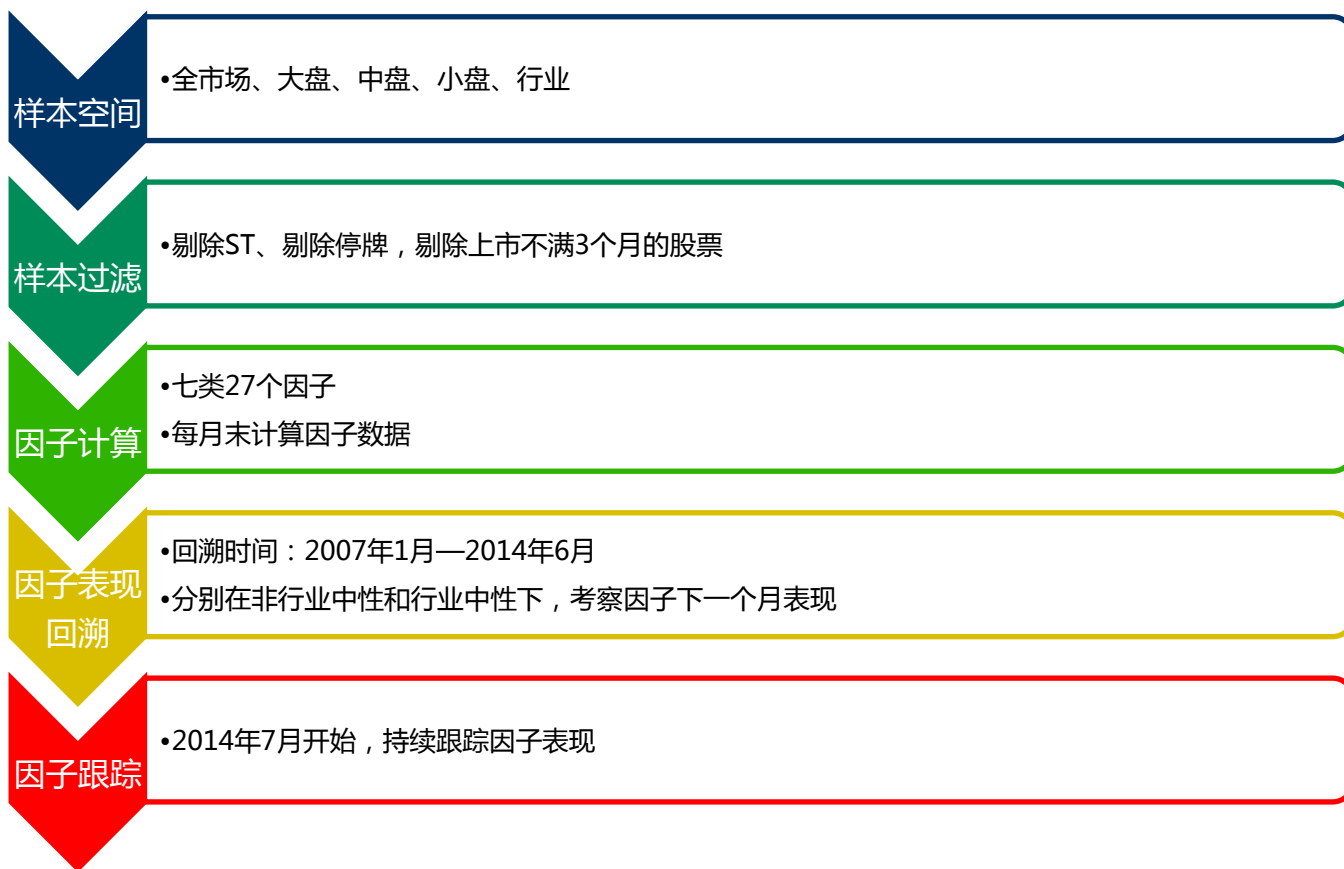 样本空间
•全市场、大盘、中盘、小盘、行业
样本过滤
•剔除ST、剔除停牌，剔除上市不满3个月的股票
因子计算
•七类27个因子
•每月末计算因子数据
因子表现
回溯
•回溯时间：2007年1月—2014年6月
•分别在非行业中性和行业中性下，考察因子下一个月表现
因子跟踪
•2014年7月开始，持续跟踪因子表现